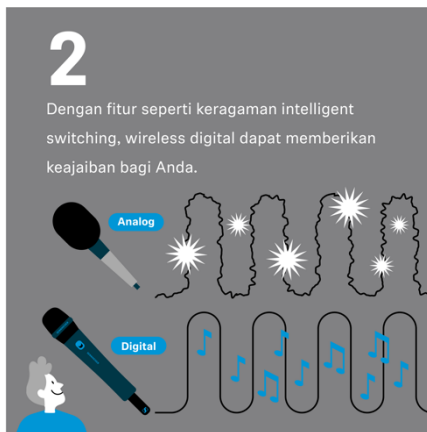 2
Dengan fitur seperti keragaman intelligent
switching, wireless digital dapat memberikan
keajaiban bagi Anda.
Analog
Digital